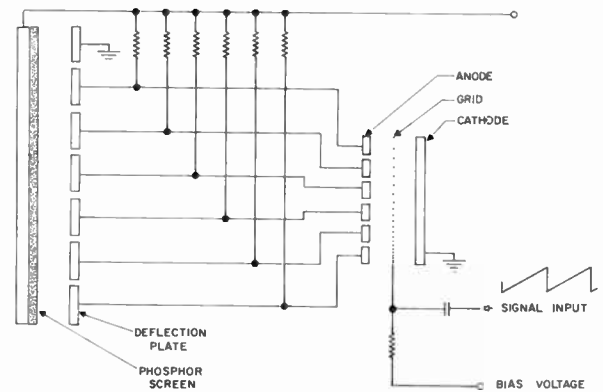 ANODE
GRID
CATHODE
SIGNAL INPUT
DEFLECTION
PLATE
PHOSPHOR
SCREEN
BIAS VOLTAGE